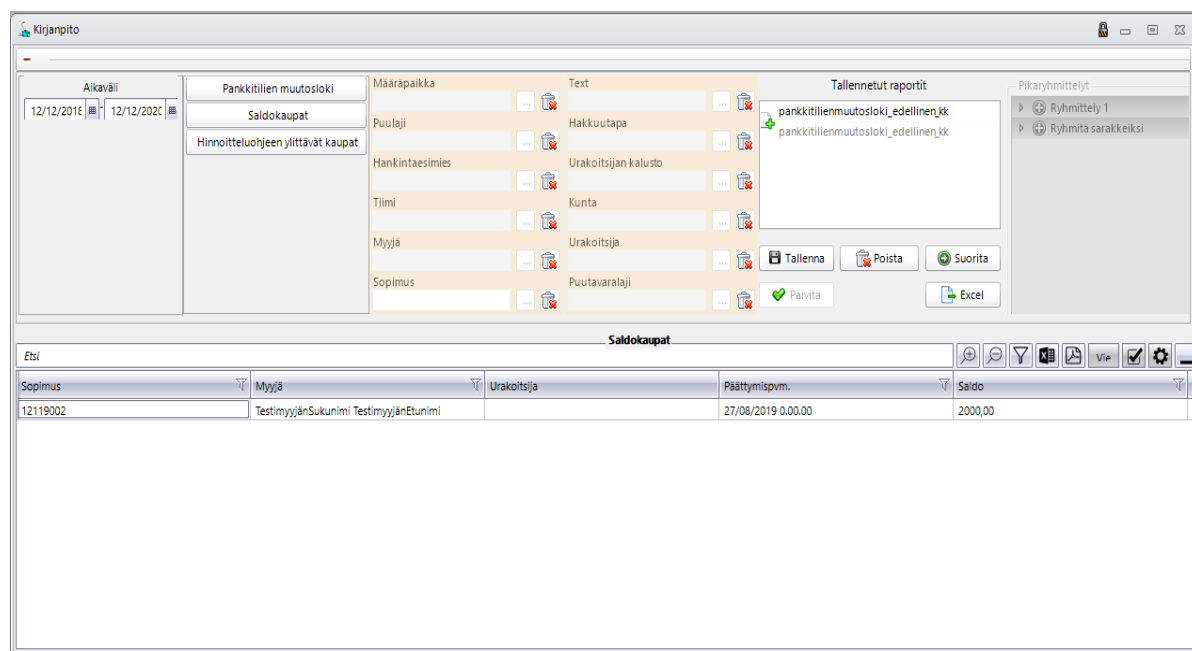 Kirjanpito
Aikaväli
12/12/2018 - 12/12/2020
Pankkitilien muutosloki
Saldokaupat
Hinnoitteluohjeen ylittävät kaupat
Määräpaikka
...
Puulaji
...
Hankintaesimies
...
Tiimi
...
Myyjä
...
Sopimus
...
Text
...
Hakkuutapa
...
Urakoitsijan kalusto
...
Kunta
...
Urakoitsija
...
Puutavaralaji
...
Tallennetut raportit
pankkitilienmuutosloki_edellinen_kk
pankkitilienmuutosloki_edellinen_kk
Tallenna Poista Suorita
Päivitä Excel
Pikaryhmittelyt
Ryhmittely 1
Ryhmitä sarakkeiksi
Saldokaupat
Etsi
Vie
Sopimus Myyjä Urakoitsija Päättymispvm. Saldo
12119002 TestimyyjänSukunimi TestimyyjänEtunimi 27/08/2019 0.00.00 2000,00